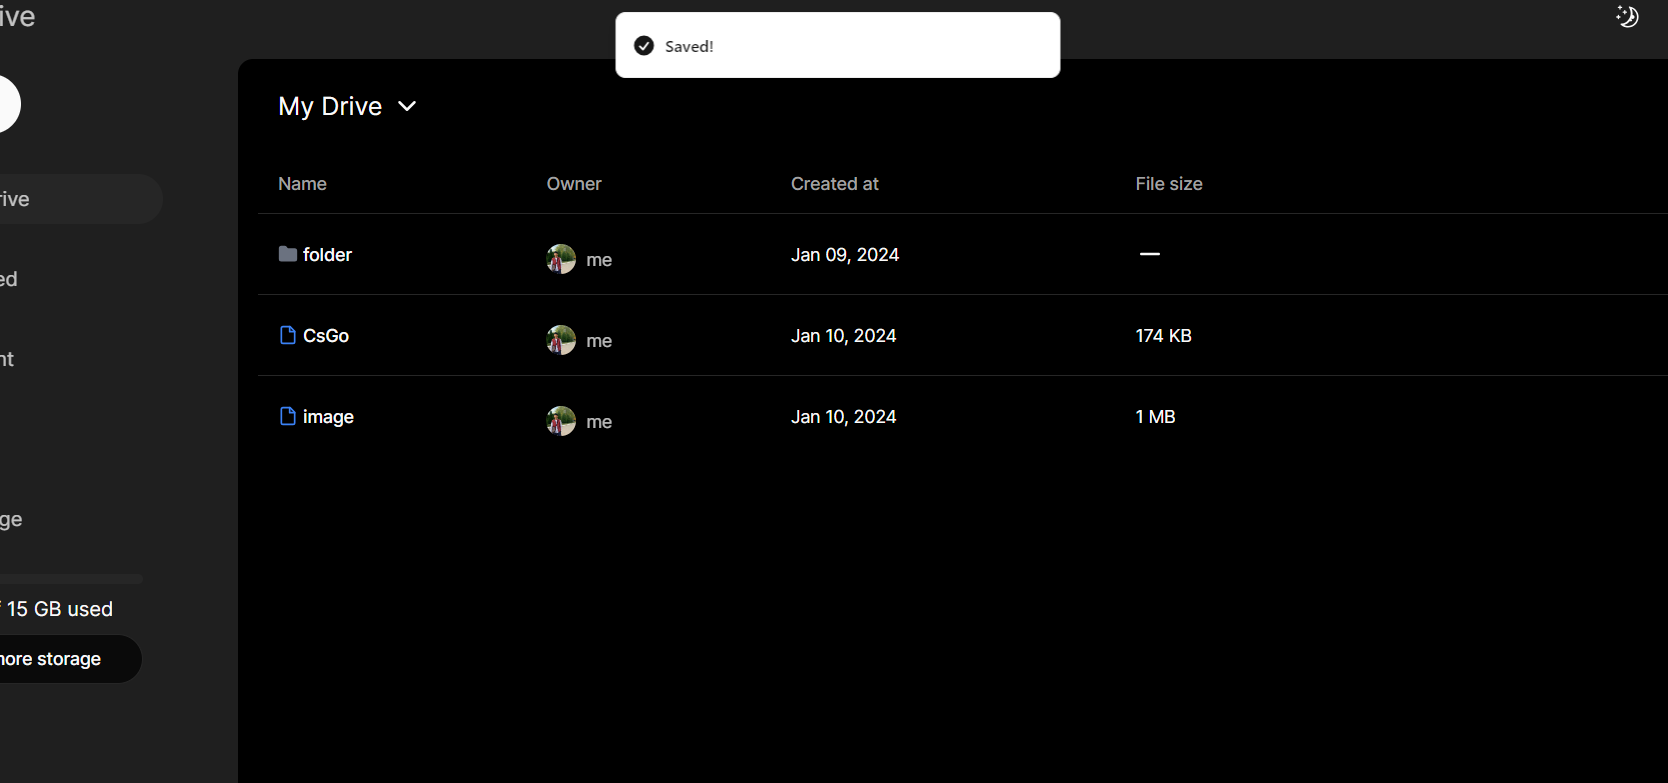 ive
Saved!
My Drive
Name Owner Created at File size
rive
folder me Jan 09, 2024 —
ed
CsGo me Jan 10, 2024 174 KB
nt
image me Jan 10, 2024 1 MB
ge
15 GB used
more storage